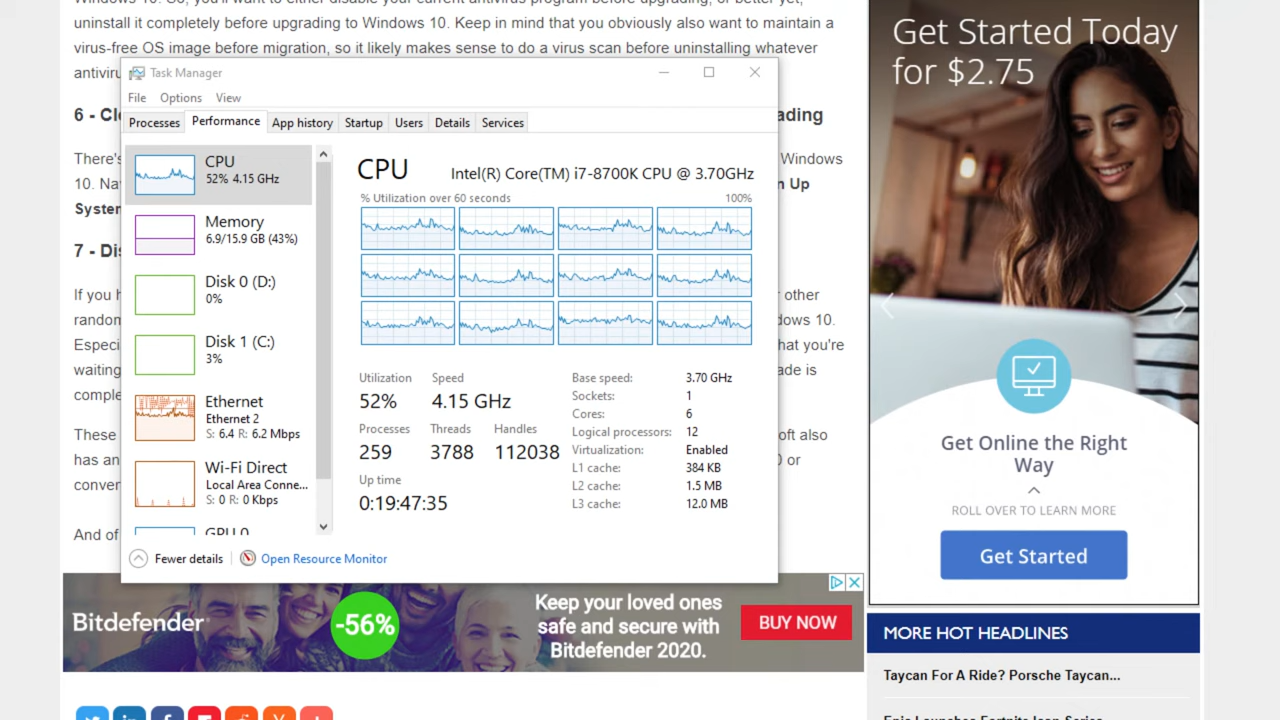 Windows 10. So, you'll want to either disable your current antivirus program before upgrading, or better yet,
uninstall it completely before upgrading to Windows 10. Keep in mind that you obviously also want to maintain a
virus-free OS image before migration, so it likely makes sense to do a virus scan before uninstalling whatever
antiviru
Task Manager
File Options View
Processes Performance App history Startup Users Details Services
6 - Cl
ading
There's
Windows
10. Na
n Up
System
7 - Dis
If you h
r other
random
dows 10.
Especi
hat you're
waiting
ade is
comple
These
oft also
has an
0 or
conver
And of
CPU
52% 4.15 GHz
Memory
6.9/15.9 GB (43%)
Disk 0 (D:)
0%
Disk 1 (C:)
3%
Ethernet
Ethernet 2
S: 6.4 R: 6.2 Mbps
Wi-Fi Direct
Local Area Conne...
S: 0 R: 0 Kbps
GPU 0
CPU Intel(R) Core(TM) i7-8700K CPU @ 3.70GHz
% Utilization over 60 seconds 100%
Utilization Speed
52% 4.15 GHz
Processes Threads Handles
259 3788 112038
Up time
0:19:47:35
Base speed: 3.70 GHz
Sockets: 1
Cores: 6
Logical processors: 12
Virtualization: Enabled
L1 cache: 384 KB
L2 cache: 1.5 MB
L3 cache: 12.0 MB
Fewer details Open Resource Monitor
Bitdefender
-56%
Keep your loved ones
safe and secure with
Bitdefender 2020.
BUY NOW
Get Started Today
for $2.75
Get Online the Right
Way
ROLL OVER TO LEARN MORE
Get Started
MORE HOT HEADLINES
Taycan For A Ride? Porsche Taycan...
Epic Launches Fortnite Icon Series